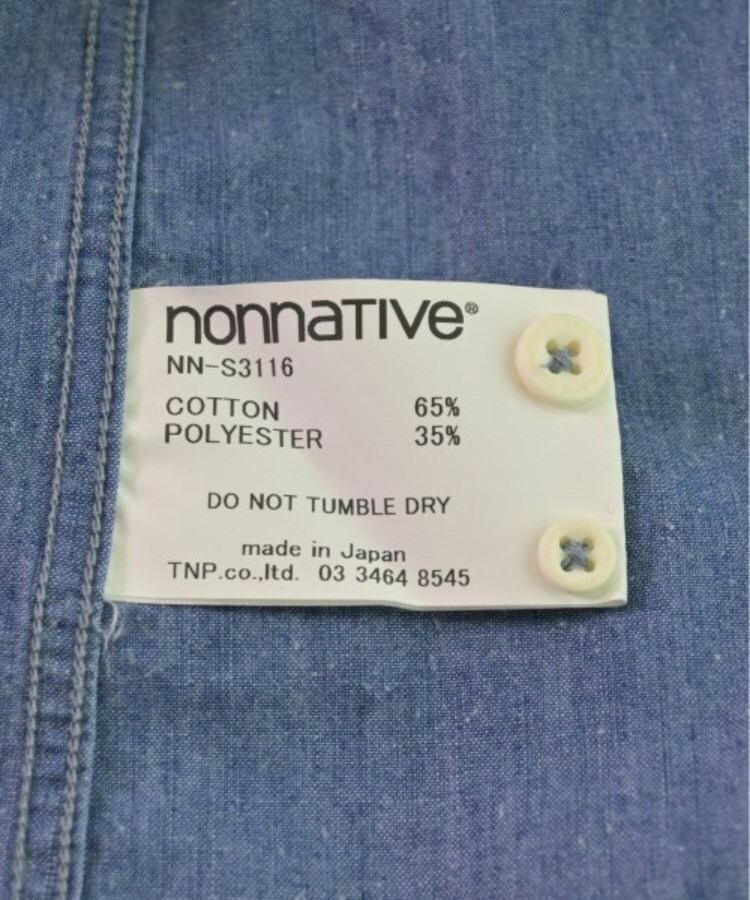 nonnaTIVe®
NN-S3116
COTTON 65%
POLYESTER 35%
DO NOT TUMBLE DRY
made in Japan
TNP.co.,ltd. 03 3464 8545